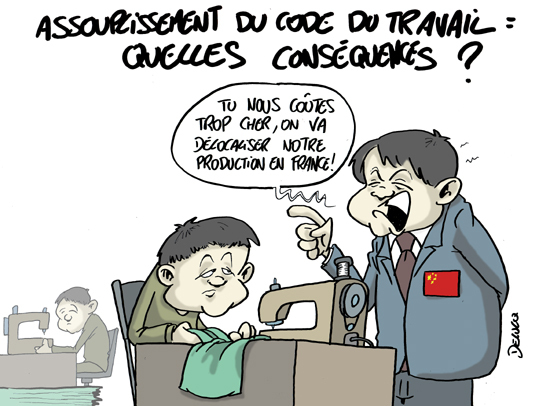 ASSOUPLISSEMENT DU CODE DU TRAVAIL :
QUELLES CONSÉQUENCES ?
TU NOUS COÛTES
TROP CHER, ON VA
DÉLOCALISER NOTRE
PRODUCTION EN FRANCE!
DELUCQ